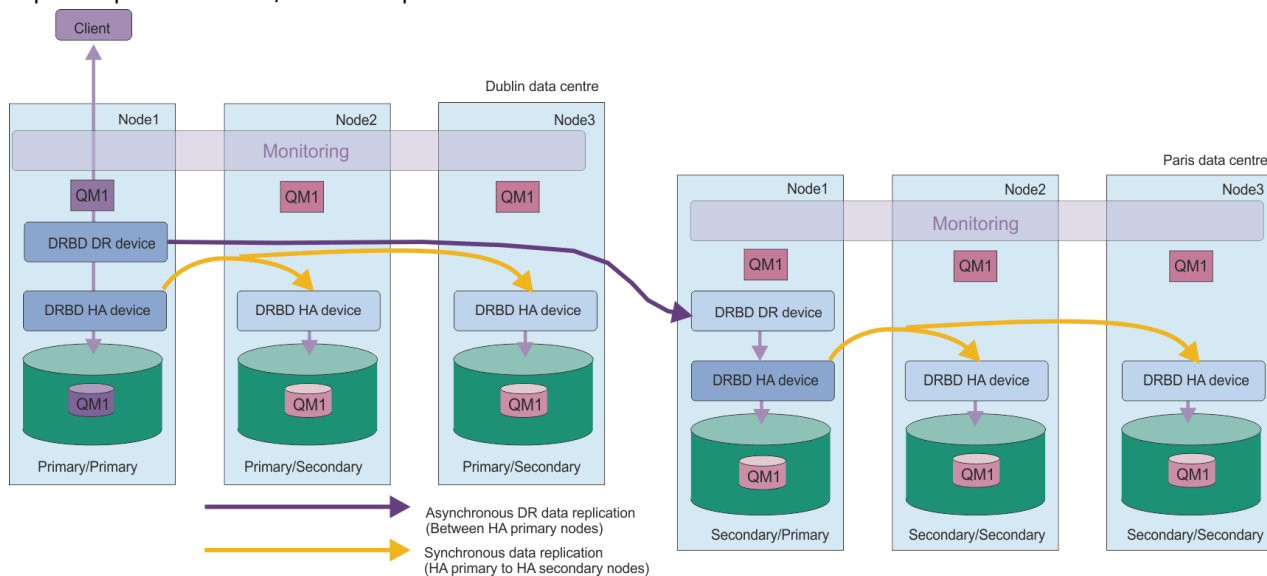 Client
Dublin data centre
Node1
Node2
Node3
Monitoring
QM1
QM1
QM1
DRBD DR device
DRBD HA device
DRBD HA device
DRBD HA device
QM1
QM1
QM1
Primary/Primary
Primary/Secondary
Primary/Secondary
Paris data centre
Node1
Node2
Node3
Monitoring
QM1
QM1
QM1
DRBD DR device
DRBD HA device
DRBD HA device
DRBD HA device
QM1
QM1
QM1
Secondary/Primary
Secondary/Secondary
Secondary/Secondary
Asynchronous DR data replication
(Between HA primary nodes)
Synchronous data replication
(HA primary to HA secondary nodes)